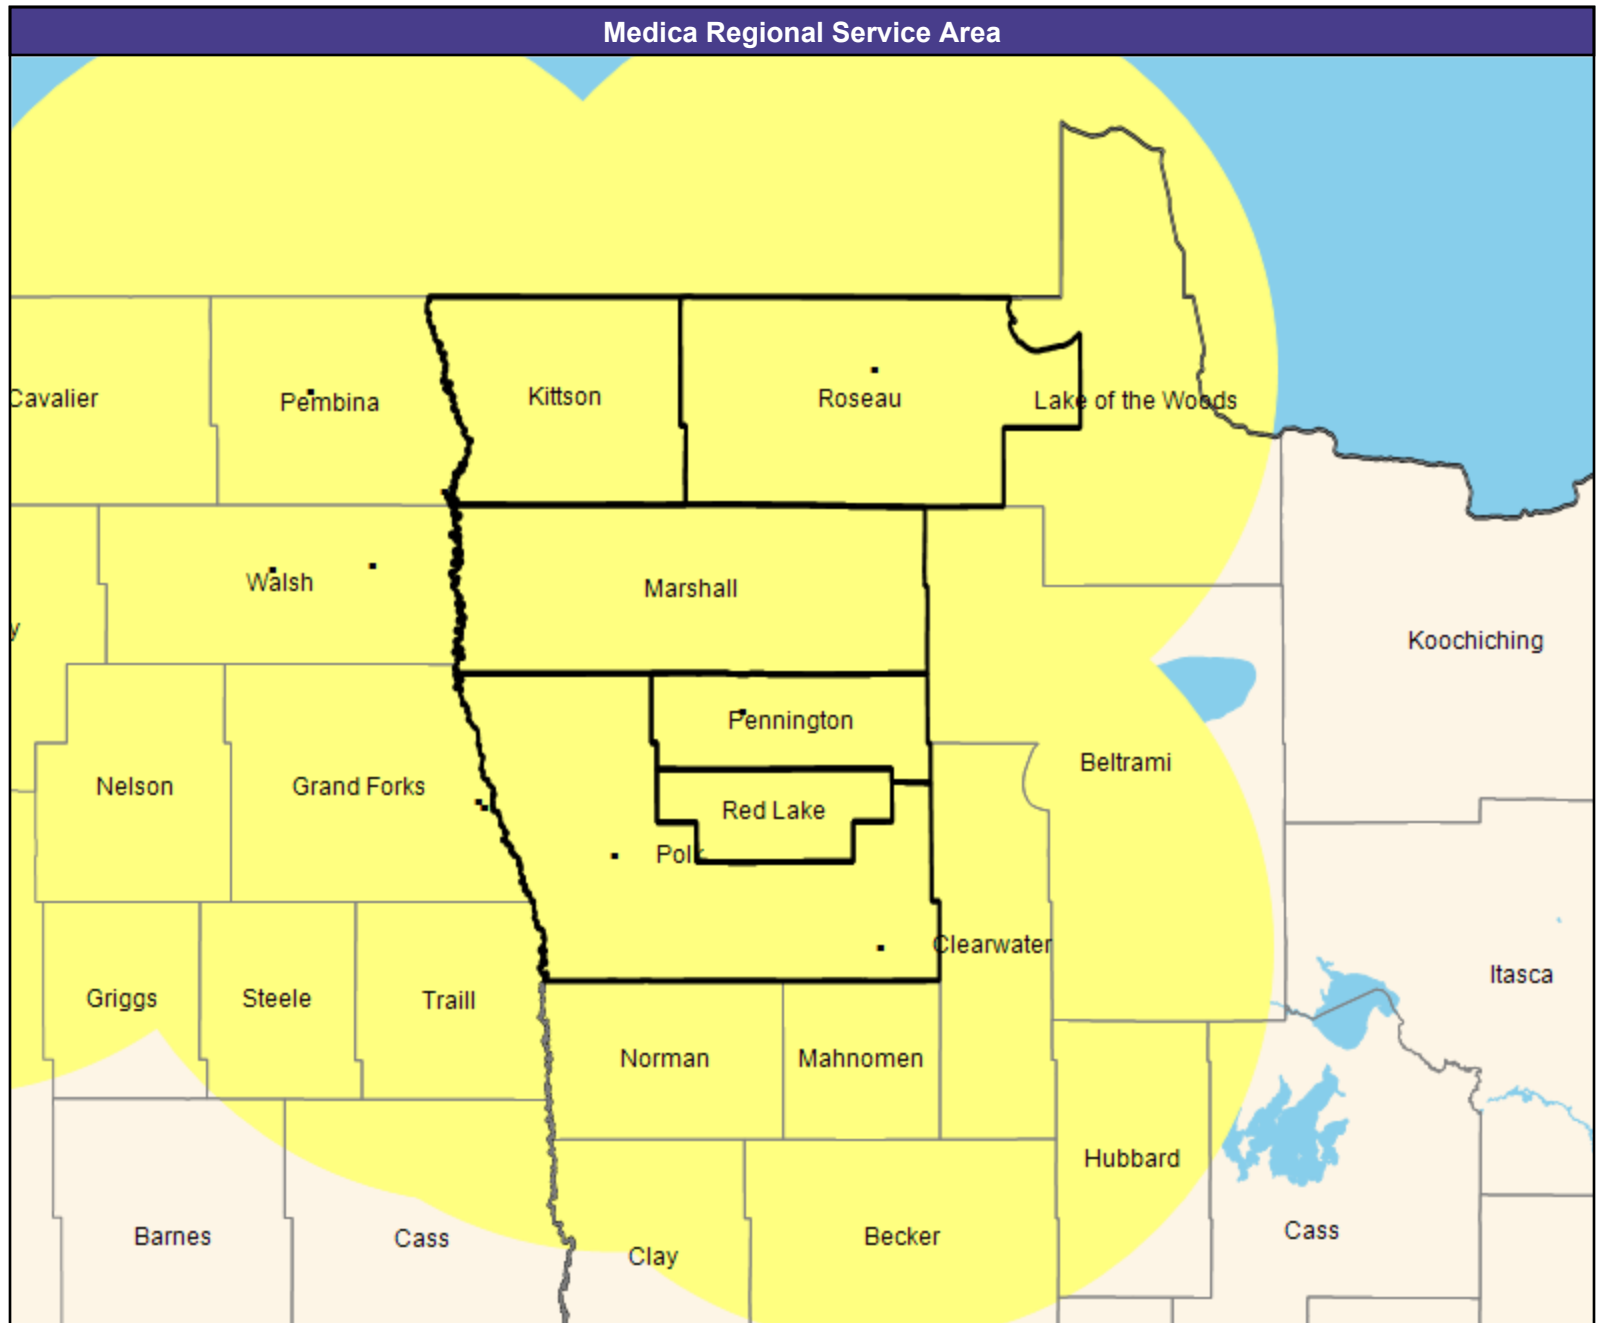 Medica Regional Service Area
Cavalier
Pembina
Kittson
Roseau
Lake of the Woods
Walsh
Marshall
y
Koochiching
Pennington
Beltrami
Nelson
Grand Forks
Red Lake
Polk
Clearwater
Itasca
Griggs
Steele
Traill
Norman
Mahnomen
Hubbard
Barnes
Cass
Clay
Becker
Cass